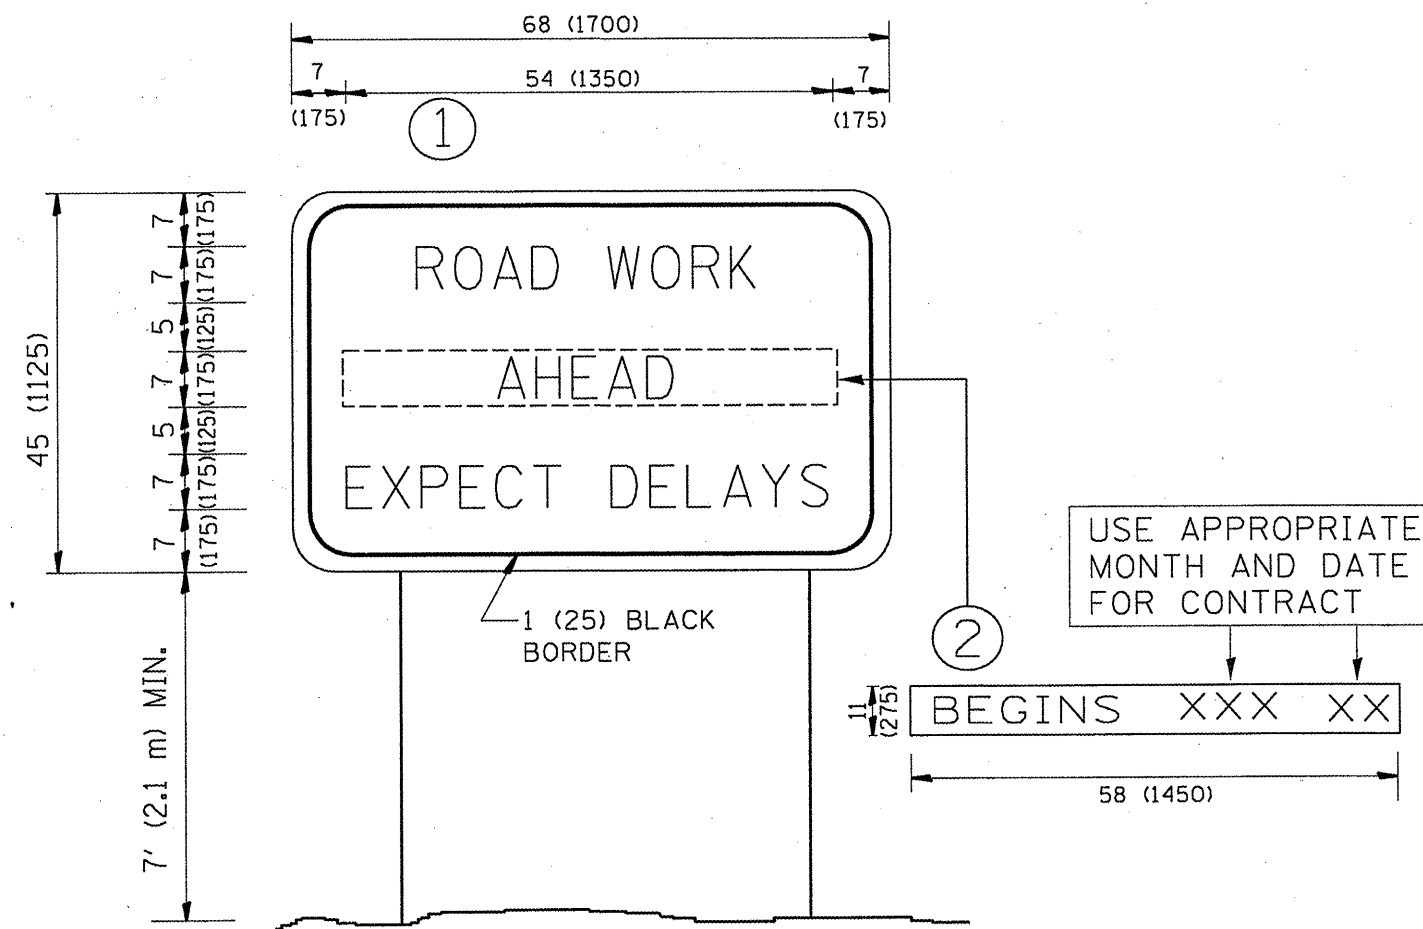 68 (1700)
7
54 (1350)
7
(175)
(175)
1
7 (175)
7 (175)
5 (125)
7 (175)
5 (125)
7 (175)
7 (175)
45 (1125)
ROAD WORK
AHEAD
EXPECT DELAYS
1 (25) BLACK
BORDER
7' (2.1 m) MIN.
2
USE APPROPRIATE
MONTH AND DATE
FOR CONTRACT
11
(275)
BEGINS XXX XX
58 (1450)